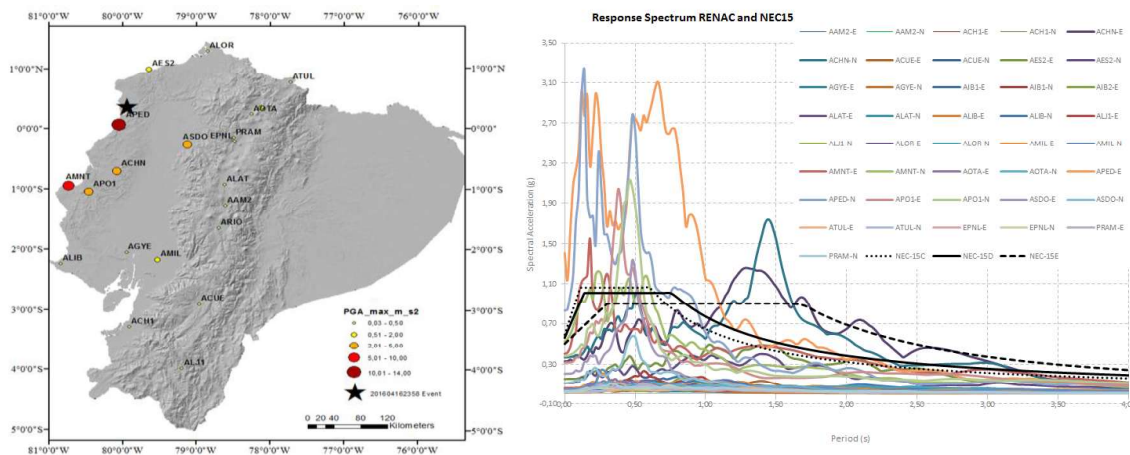 81°0'0"W 80°0'0"W 79°0'0"W 78°0'0"W 77°0'0"W 76°0'0"W
1°0'0"N
0°0'0"
1°0'0"S
2°0'0"S
3°0'0"S
4°0'0"S
5°0'0"S
ALOR
AES2
ATUL
APED
AOTA
EPNL PRAM
ASDO
ACHN
AMNT
APO1
ALAT
AAM2
ARIO
AGYE
ALIB
AMIL
ACUE
ACH1
PGA_max_m_s2
0,03 - 0,50
0,51 - 2,00
2,01 - 5,00
5,01 - 10,00
10,01 - 14,00
201604162358 Event
0 20 40 80 120
Kilometers
1°0'0"N
0°0'0"
1°0'0"S
2°0'0"S
3°0'0"S
4°0'0"S
5°0'0"S
81°0'0"W 80°0'0"W 79°0'0"W 78°0'0"W 77°0'0"W
Response Spectrum RENAC and NEC15
AAM2-E AAM2-N ACH1-E ACH1-N ACHN-E
ACHN-N ACUE-E ACUE-N AES2-E AES2-N
AGYE-E AGYE-N AIB1-E AIB1-N AIB2-E
ALAT-E ALAT-N ALIB-E ALIB-N ALJ1-E
ALJ1-N ALOR-E ALOR-N AMIL-E AMIL-N
AMNT-E AMNT-N AOTA-E AOTA-N APED-E
APED-N APO1-E APO1-N ASDO-E ASDO-N
ATUL-E ATUL-N EPNL-E EPNL-N PRAM-E
PRAM-N NEC-15C NEC-15D NEC-15E
Spectral Acceleration (g)
3,50
3,10
2,70
2,30
1,90
1,50
1,10
0,70
0,30
-0,10
0,00 0,50 1,00 1,50 2,00 2,50 3,00 3,50 4,00
Period (s)